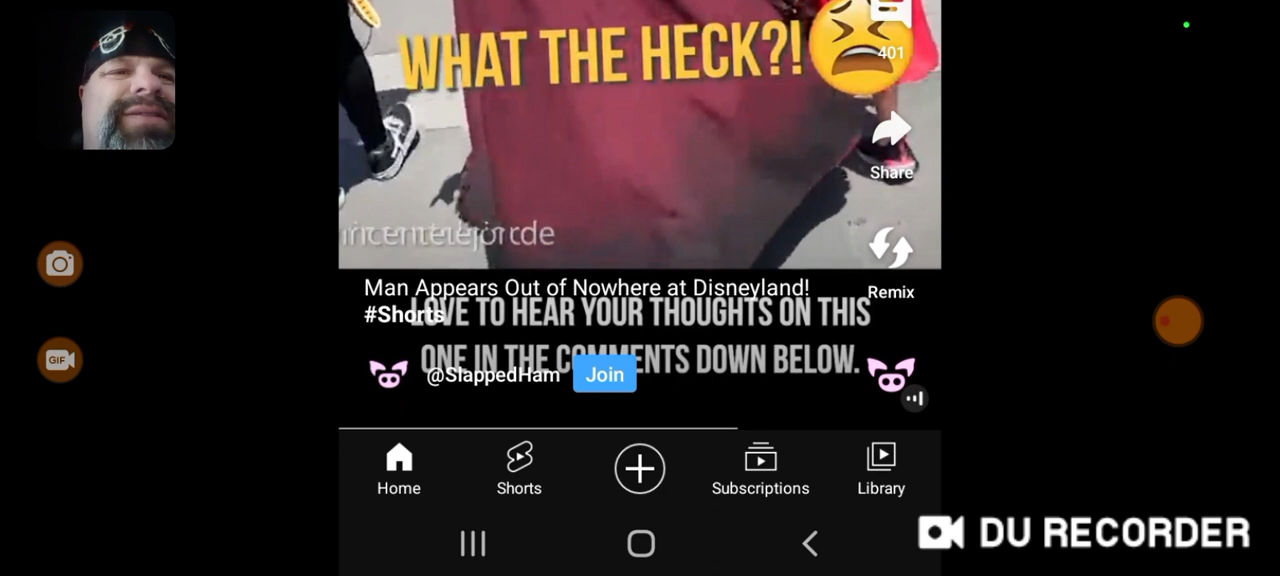 WHAT THE HECK?!
401
Share
Man Appears Out of Nowhere at Disneyland!
#Shorts
Remix
LOVE TO HEAR YOUR THOUGHTS ON THIS
ONE IN THE COMMENTS DOWN BELOW.
@SlappedHam
Join
GIF
Home
Shorts
Subscriptions
Library
DU RECORDER